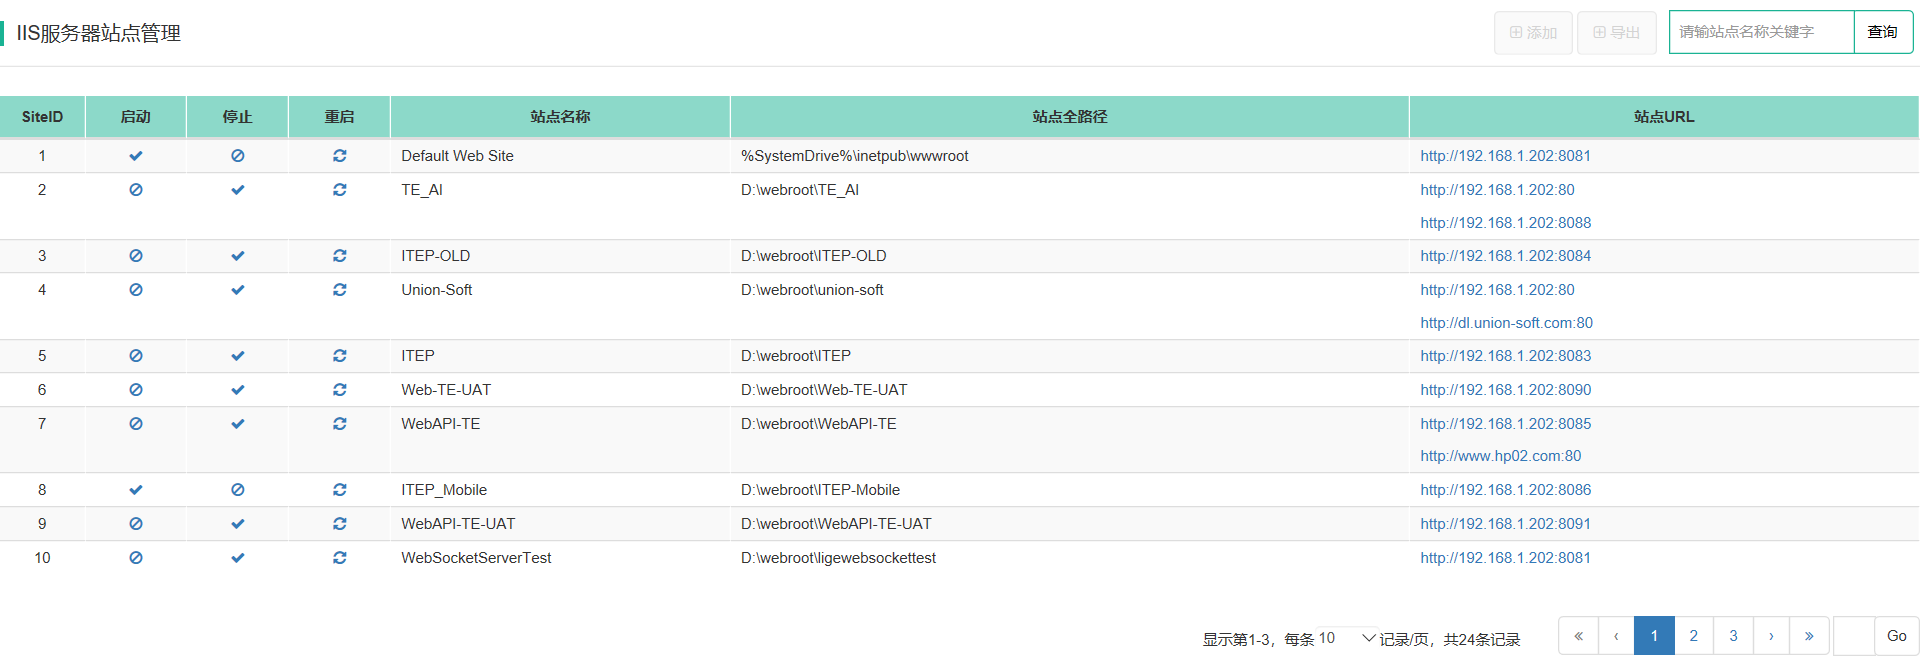 IIS服务器站点管理
添加 导出 请输站点名称关键字 查询
SiteID 启动 停止 重启 站点名称 站点全路径 站点URL
1 Default Web Site %SystemDrive%\inetpub\wwwroot http://192.168.1.202:8081
2 TE_AI D:\webroot\TE_AI http://192.168.1.202:80
http://192.168.1.202:8088
3 ITEP-OLD D:\webroot\ITEP-OLD http://192.168.1.202:8084
4 Union-Soft D:\webroot\union-soft http://192.168.1.202:80
http://dl.union-soft.com:80
5 ITEP D:\webroot\ITEP http://192.168.1.202:8083
6 Web-TE-UAT D:\webroot\Web-TE-UAT http://192.168.1.202:8090
7 WebAPI-TE D:\webroot\WebAPI-TE http://192.168.1.202:8085
http://www.hp02.com:80
8 ITEP_Mobile D:\webroot\ITEP-Mobile http://192.168.1.202:8086
9 WebAPI-TE-UAT D:\webroot\WebAPI-TE-UAT http://192.168.1.202:8091
10 WebSocketServerTest D:\webroot\ligewebsockettest http://192.168.1.202:8081
显示第1-3，每条 10 记录/页，共24条记录 « ‹ 1 2 3 › » Go